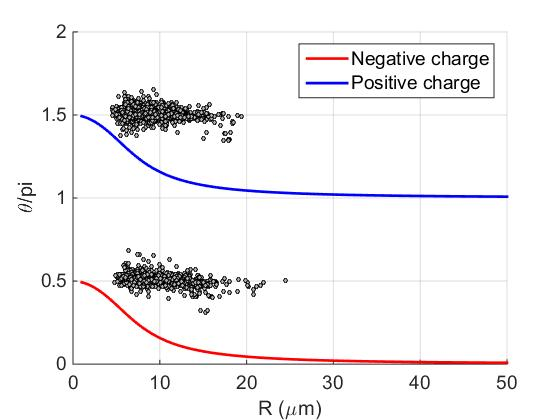 2
1.5
1
0.5
0
θ/pi
Negative charge
Positive charge
0 10 20 30 40 50
R (μm)